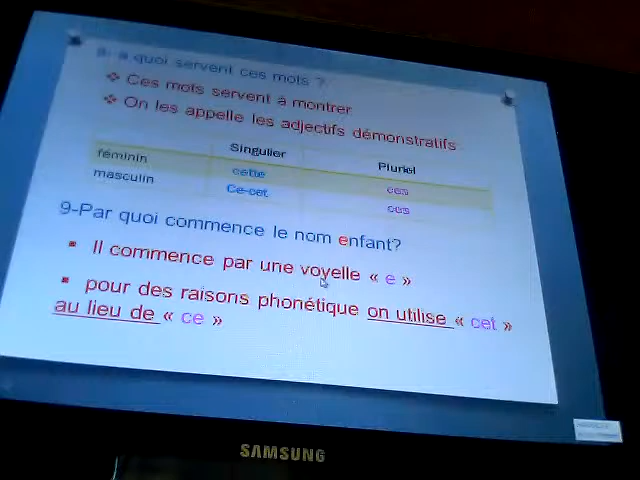 8- à quoi servent ces mots ?
❖ Ces mots servent à montrer
❖ On les appelle les adjectifs démonstratifs
Singulier Pluriel
féminin cette ces
masculin Ce-cet ces
9-Par quoi commence le nom enfant?
▪ Il commence par une voyelle « e »
▪ pour des raisons phonétique on utilise « cet »
au lieu de « ce »
SAMSUNG